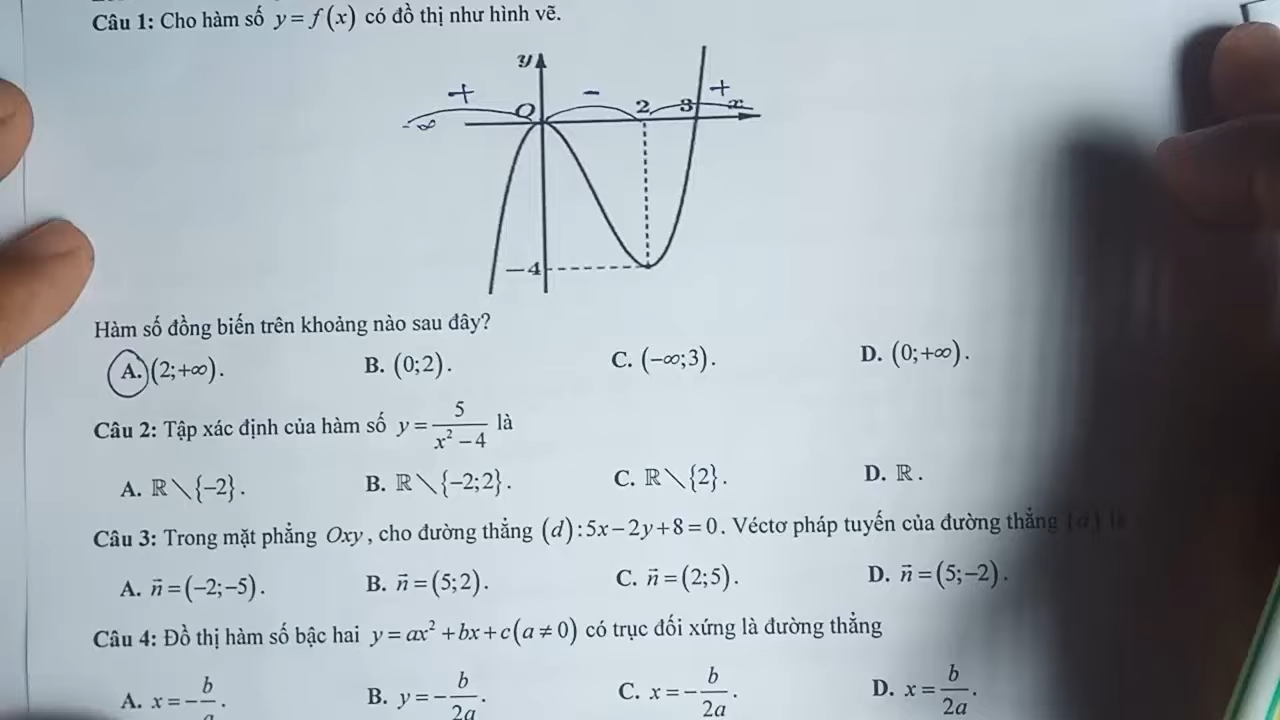 Câu 1: Cho hàm số y = f(x) có đồ thị như hình vẽ.
y
+ - +
O 2 3 x
-∞
-4
Hàm số đồng biến trên khoảng nào sau đây?
A. (2;+∞). B. (0;2). C. (-∞;3). D. (0;+∞).
Câu 2: Tập xác định của hàm số y = 5/(x² - 4) là
A. ℝ∖{-2}. B. ℝ∖{-2;2}. C. ℝ∖{2}. D. ℝ.
Câu 3: Trong mặt phẳng Oxy, cho đường thẳng (d):5x-2y+8=0. Véctơ pháp tuyến của đường thẳng (d) là
A. n⃗=(-2;-5). B. n⃗=(5;2). C. n⃗=(2;5). D. n⃗=(5;-2).
Câu 4: Đồ thị hàm số bậc hai y = ax² + bx + c (a ≠ 0) có trục đối xứng là đường thẳng
A. x = -b/a. B. y = -b/2a. C. x = -b/2a. D. x = b/2a.